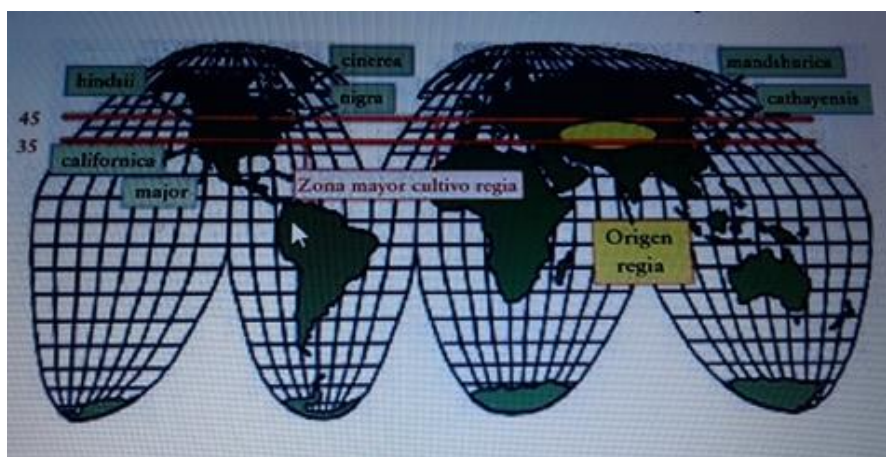 cinerea
mandshurica
hindsii
nigra
cathayensis
45
35
californica
Zona mayor cultivo regia
major
Origen
regia